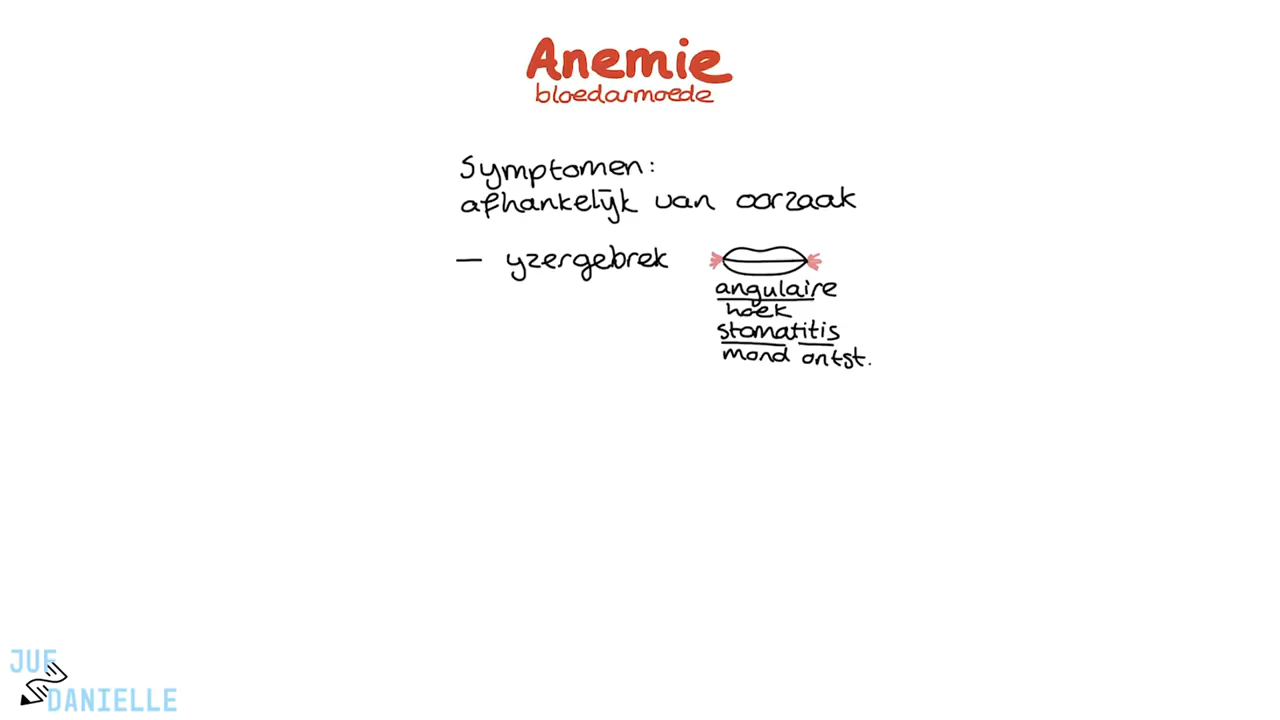 Anemie
bloedarmoede
Symptomen:
afhankelijk van oorzaak
— yzergebrek
angulaire
hoek
stomatitis
mond ontst.
JUF
DANIELLE